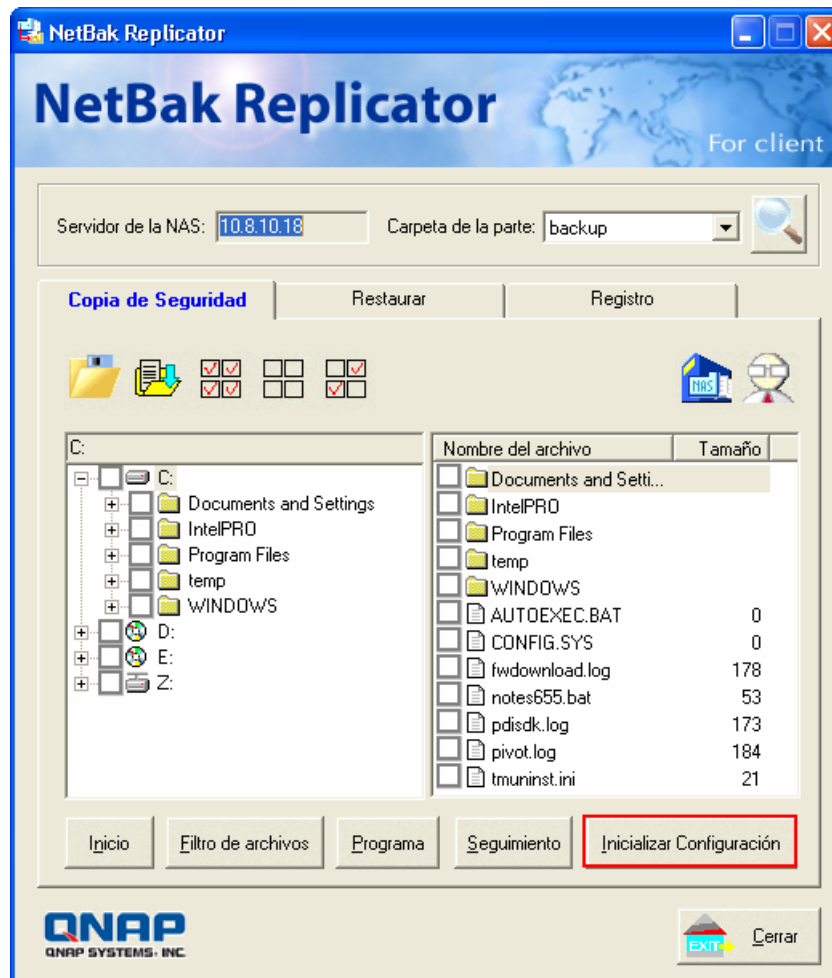 NetBak Replicator
NetBak Replicator
For client
Servidor de la NAS: 10.8.10.18 Carpeta de la parte: backup
Copia de Seguridad Restaurar Registro
NAS
C:
Nombre del archivo Tamaño
C:
Documents and Settings
IntelPRO
Program Files
temp
WINDOWS
D:
E:
Z:
Documents and Setti...
IntelPRO
Program Files
temp
WINDOWS
AUTOEXEC.BAT 0
CONFIG.SYS 0
fwdownload.log 178
notes655.bat 53
pdisdk.log 173
pivot.log 184
tmuninst.ini 21
Inicio Filtro de archivos Programa Seguimiento Inicializar Configuración
QNAP
QNAP SYSTEMS, INC
EXIT Cerrar